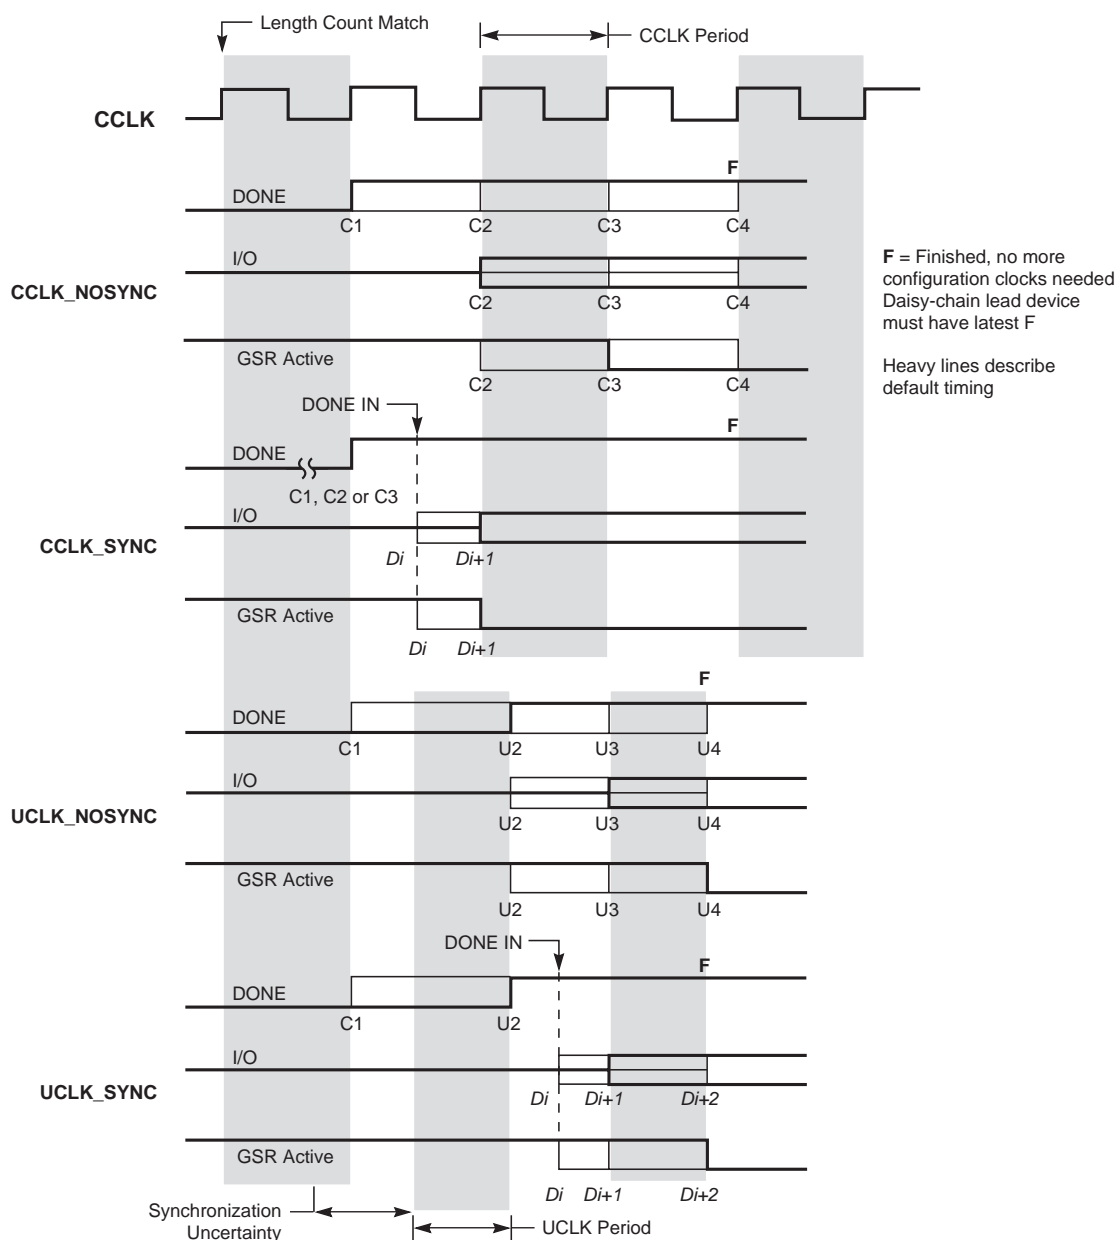 Length Count Match
CCLK Period
CCLK
F
DONE
C1 C2 C3 C4
I/O
CCLK_NOSYNC
C2 C3 C4
F = Finished, no more
configuration clocks needed
Daisy-chain lead device
must have latest F
Heavy lines describe
default timing
GSR Active
C2 C3 C4
DONE IN
F
DONE
C1, C2 or C3
I/O
CCLK_SYNC
Di Di+1
GSR Active
Di Di+1
F
DONE
C1 U2 U3 U4
I/O
UCLK_NOSYNC
U2 U3 U4
GSR Active
U2 U3 U4
DONE IN
F
DONE
C1 U2
I/O
UCLK_SYNC
Di Di+1 Di+2
GSR Active
Di Di+1 Di+2
Synchronization
Uncertainty
UCLK Period